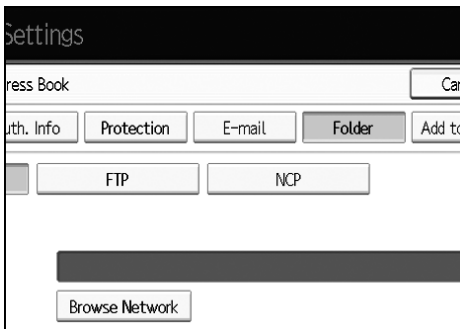 Settings
ress Book Ca
uth. Info Protection E-mail Folder Add to
FTP NCP
Browse Network